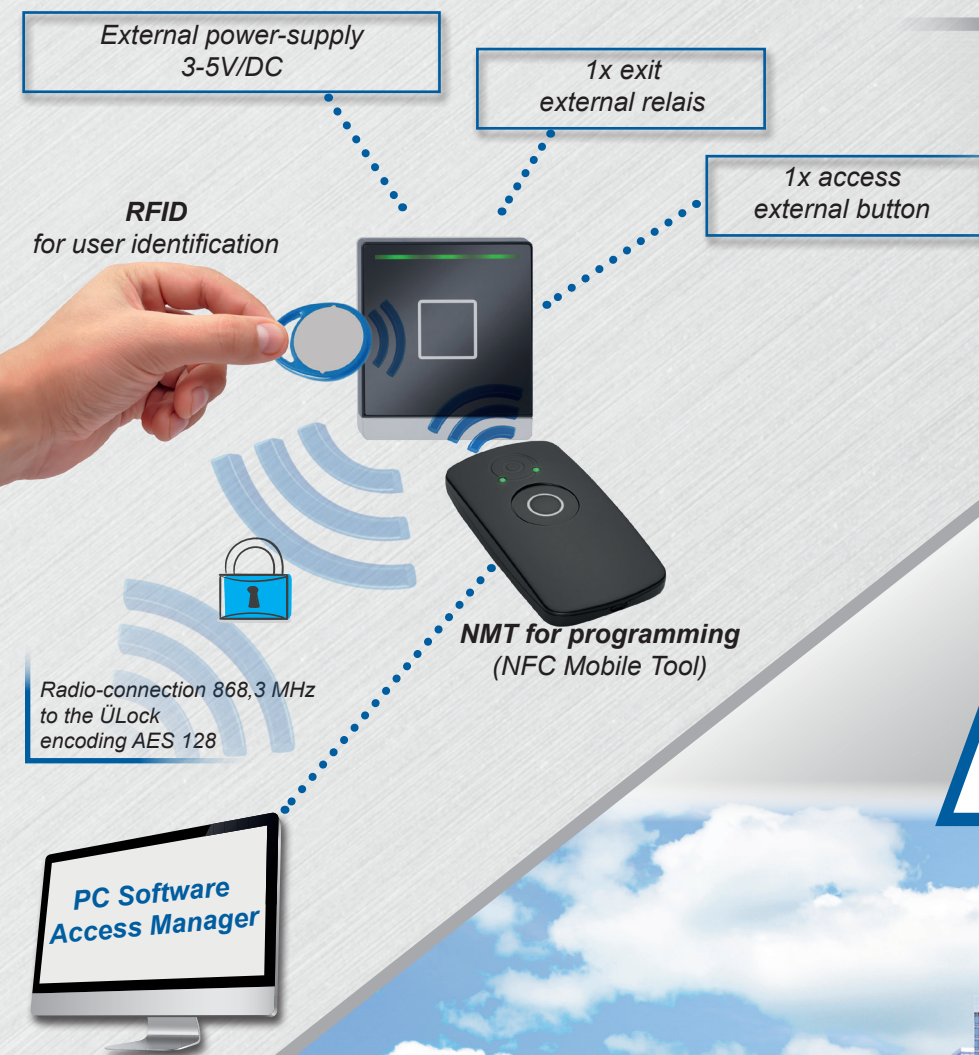 External power-supply
3-5V/DC
1x exit
external relais
1x access
external button
RFID
for user identification
NMT for programming
(NFC Mobile Tool)
Radio-connection 868,3 MHz
to the ÜLock
encoding AES 128
PC Software
Access Manager